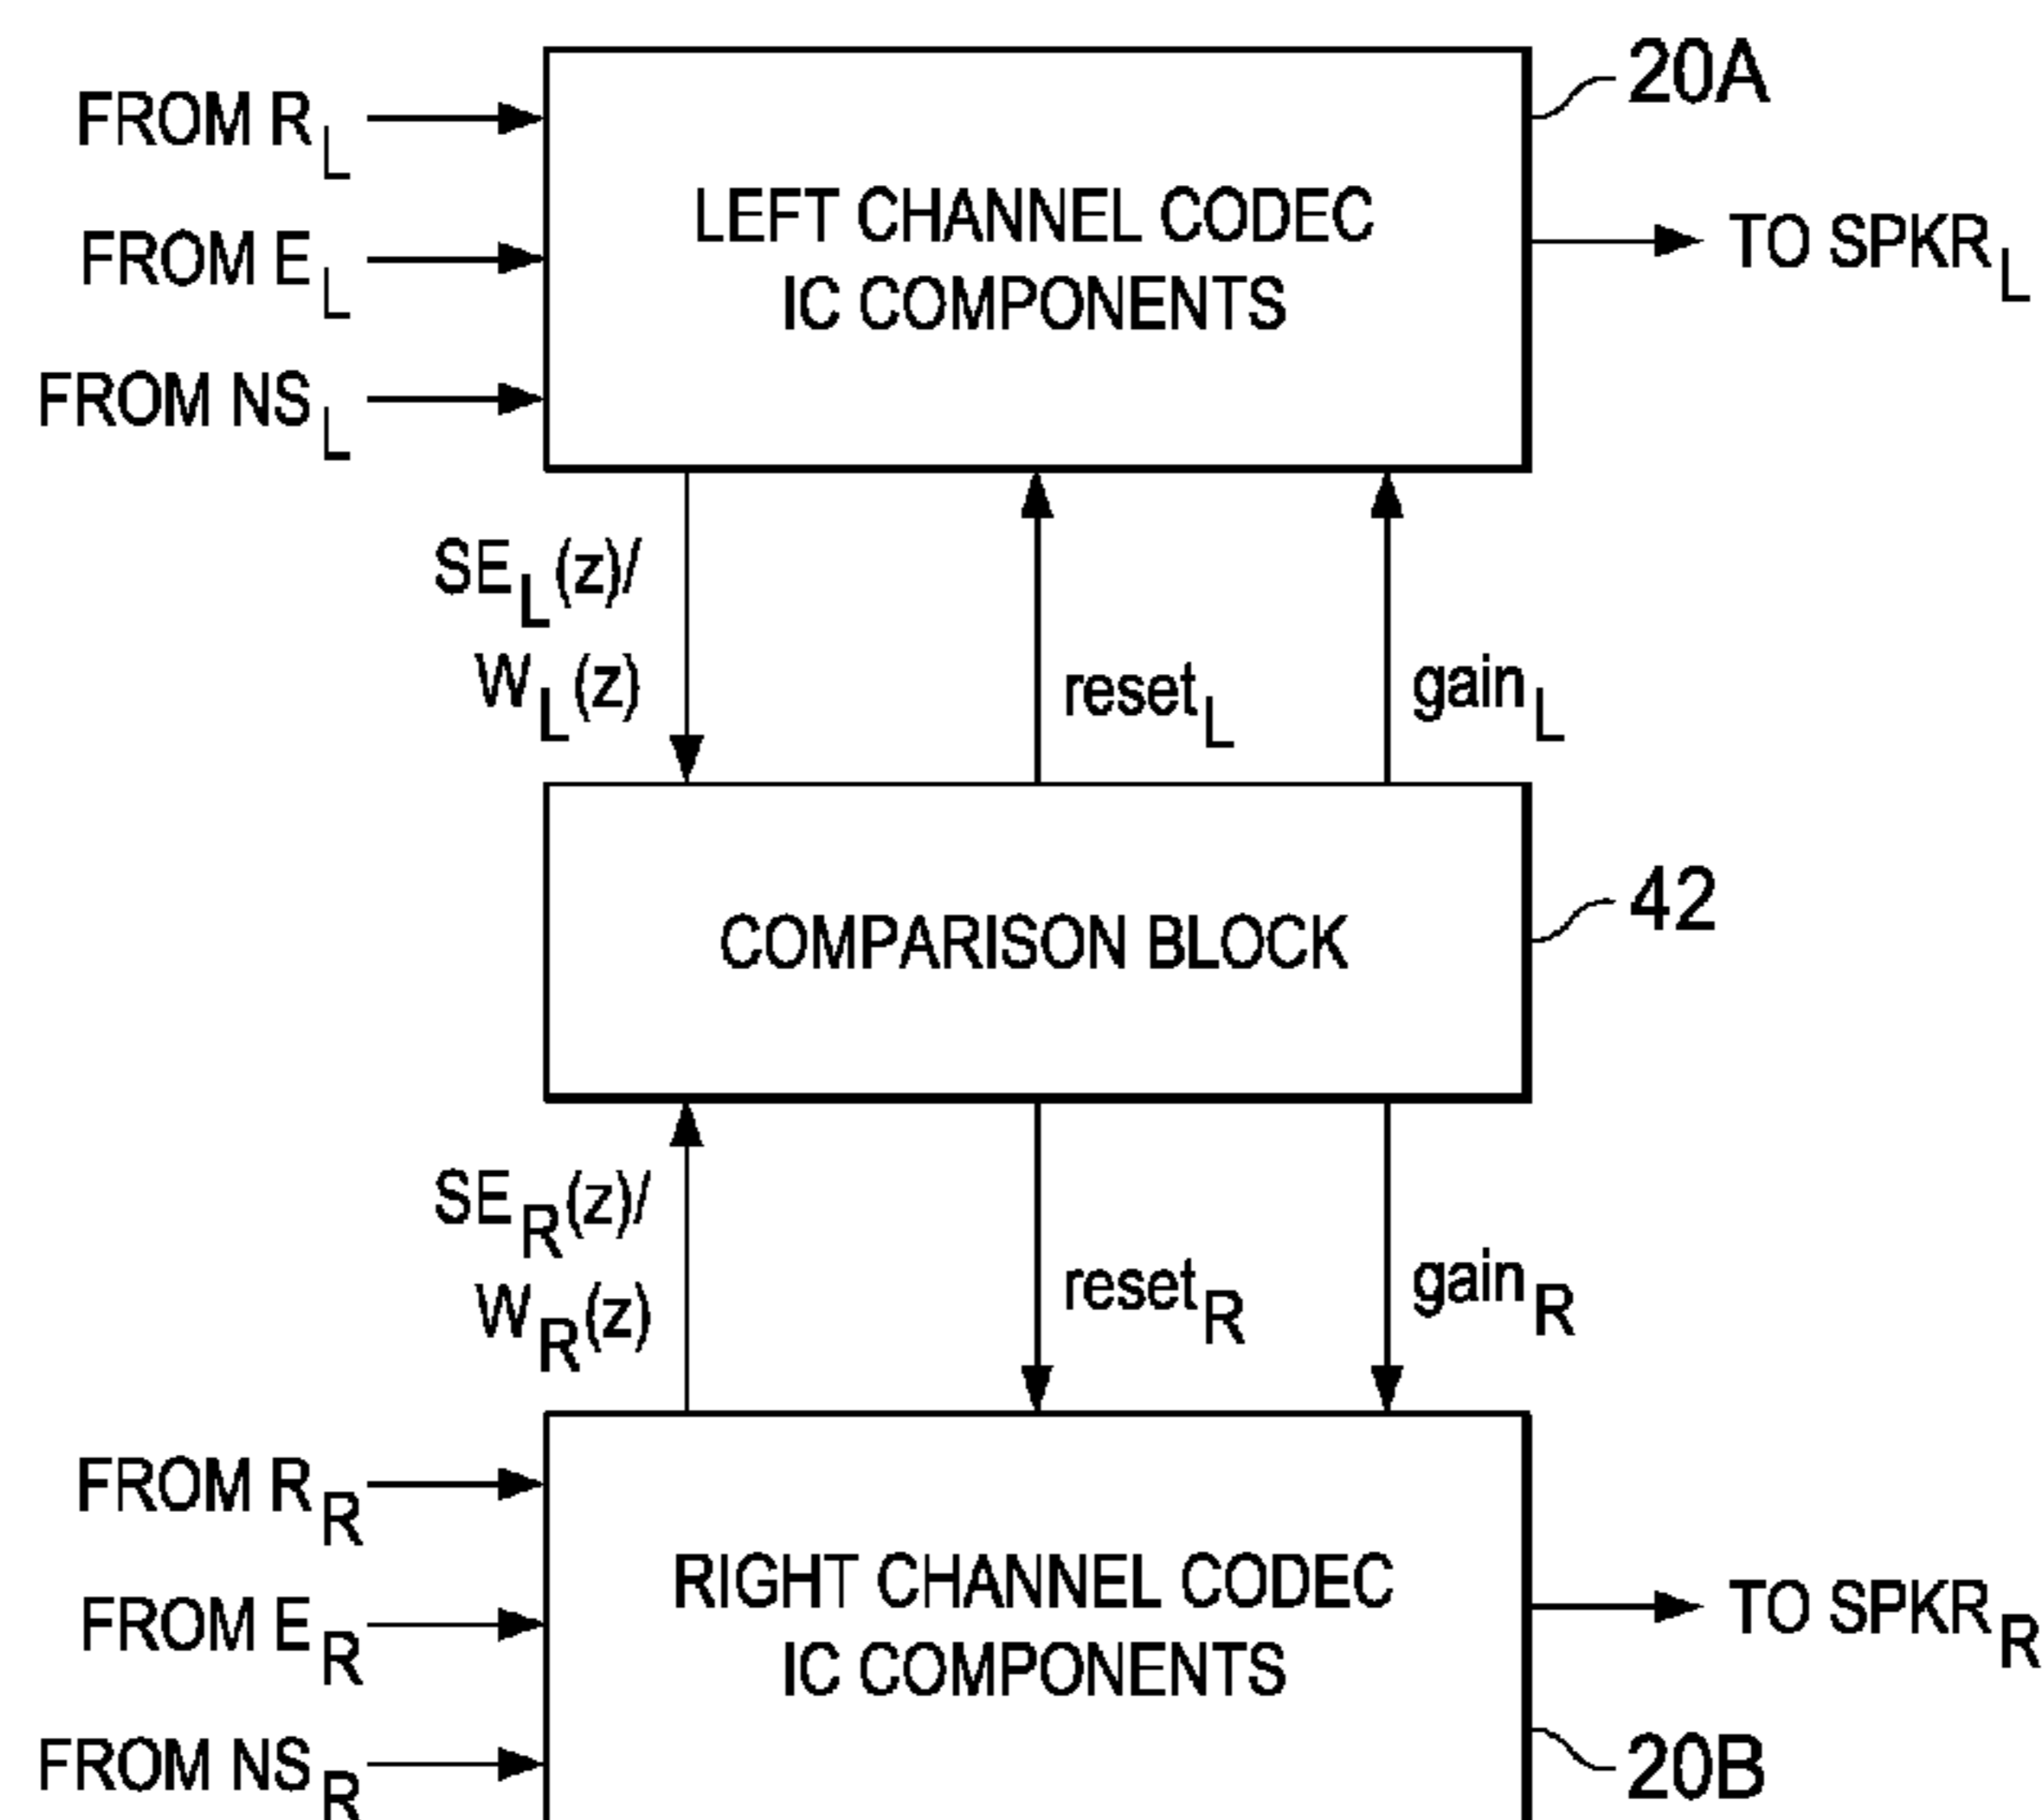 20A
FROM RL
FROM EL
FROM NSL
LEFT CHANNEL CODEC
IC COMPONENTS
TO SPKRL
SEL(z)/
WL(z)
resetL
gainL
COMPARISON BLOCK
42
SER(z)/
WR(z)
resetR
gainR
FROM RR
FROM ER
FROM NSR
RIGHT CHANNEL CODEC
IC COMPONENTS
TO SPKRR
20B